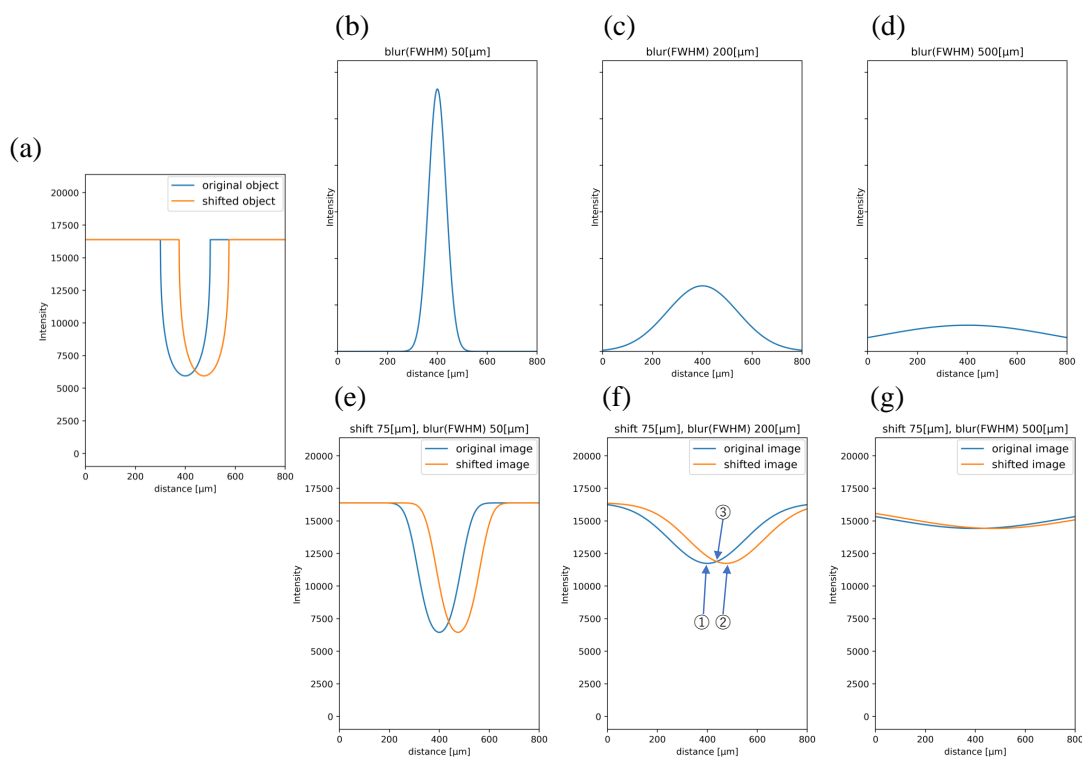 (b)
(c)
(d)
blur(FWHM) 50[μm]
blur(FWHM) 200[μm]
blur(FWHM) 500[μm]
Intensity
Intensity
Intensity
0 200 400 600 800
0 200 400 600 800
0 200 400 600 800
distance [μm]
distance [μm]
distance [μm]
(a)
original object
shifted object
20000
17500
15000
12500
10000
7500
5000
2500
0
Intensity
0 200 400 600 800
distance [μm]
(e)
(f)
(g)
shift 75[μm], blur(FWHM) 50[μm]
original image
shifted image
20000
17500
15000
12500
10000
7500
5000
2500
0
Intensity
0 200 400 600 800
distance [μm]
shift 75[μm], blur(FWHM) 200[μm]
original image
shifted image
20000
17500
15000
12500
10000
7500
5000
2500
0
Intensity
③
①
②
0 200 400 600 800
distance [μm]
shift 75[μm], blur(FWHM) 500[μm]
original image
shifted image
20000
17500
15000
12500
10000
7500
5000
2500
0
Intensity
0 200 400 600 800
distance [μm]